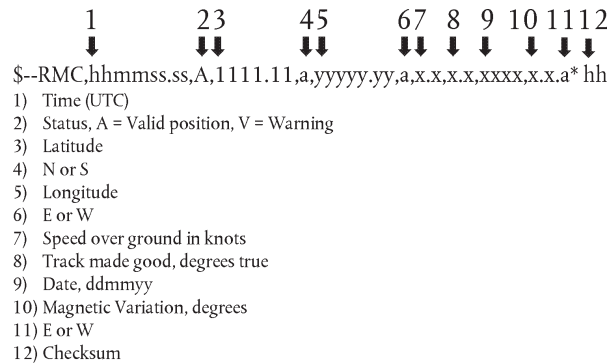 1 23 45 67 8 9 10 11 12
$--RMC,hhmmss.ss,A,1111.11,a,yyyyy.yy,a,x.x,x.x,xxxx,x.x.a* hh
1) Time (UTC)
2) Status, A = Valid position, V = Warning
3) Latitude
4) N or S
5) Longitude
6) E or W
7) Speed over ground in knots
8) Track made good, degrees true
9) Date, ddmmyy
10) Magnetic Variation, degrees
11) E or W
12) Checksum